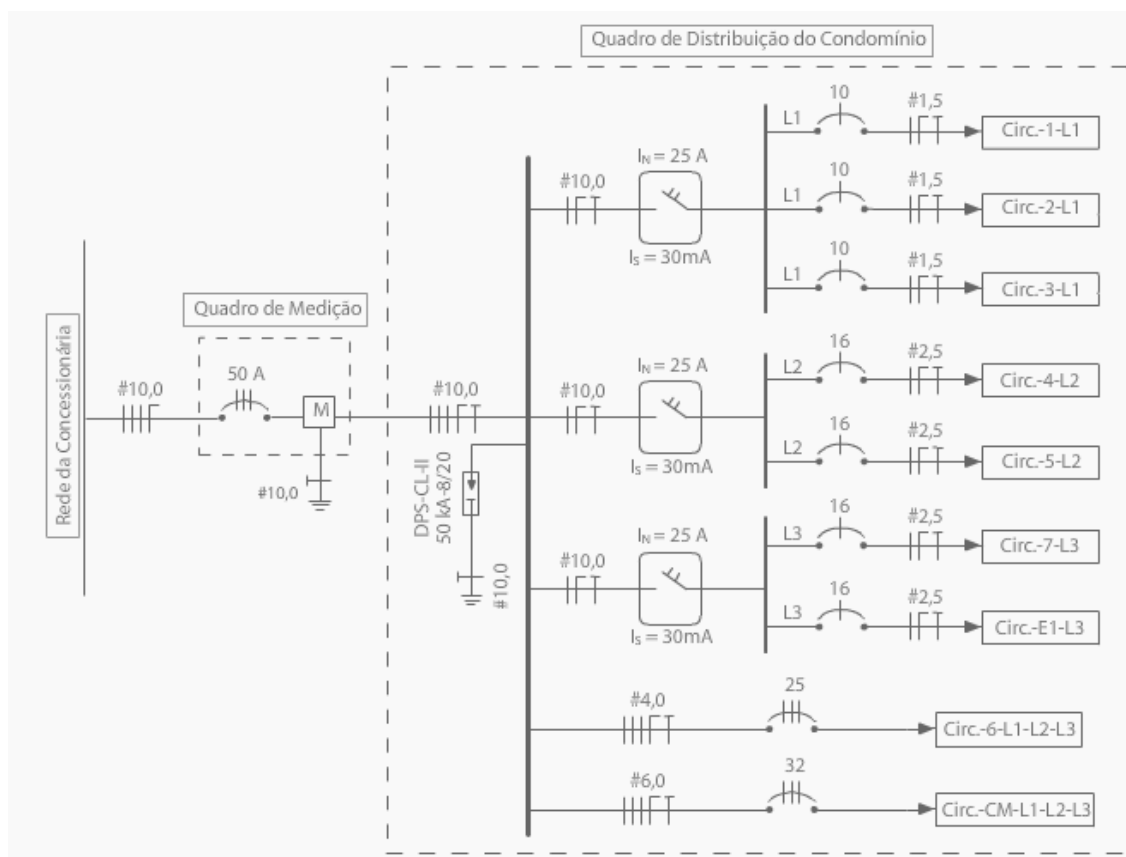 Quadro de Distribuição do Condomínio
10
#1,5
L1
Circ.-1-L1
I_N = 25 A
#10,0
I_S = 30mA
10
#1,5
L1
Circ.-2-L1
10
#1,5
L1
Circ.-3-L1
Rede da Concessionária
#10,0
Quadro de Medição
50 A
M
#10,0
#10,0
DPS-CL-II
50 kA-8/20
#10,0
I_N = 25 A
#10,0
I_S = 30mA
16
#2,5
L2
Circ.-4-L2
16
#2,5
L2
Circ.-5-L2
I_N = 25 A
#10,0
I_S = 30mA
16
#2,5
L3
Circ.-7-L3
16
#2,5
L3
Circ.-E1-L3
#4,0
25
Circ.-6-L1-L2-L3
#6,0
32
Circ.-CM-L1-L2-L3